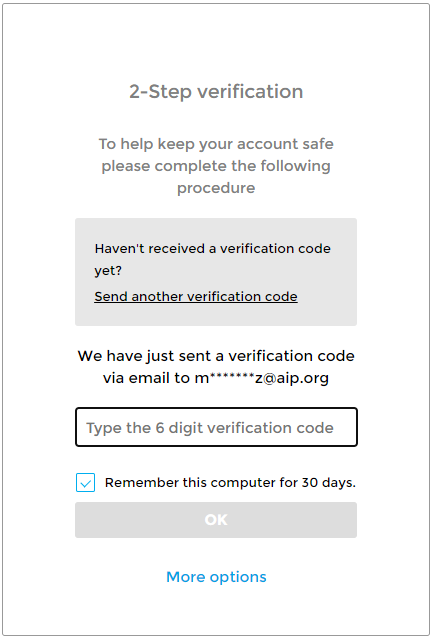 2-Step verification
To help keep your account safe
please complete the following
procedure
Haven't received a verification code
yet?
Send another verification code
We have just sent a verification code
via email to m*******z@aip.org
Type the 6 digit verification code
Remember this computer for 30 days.
OK
More options